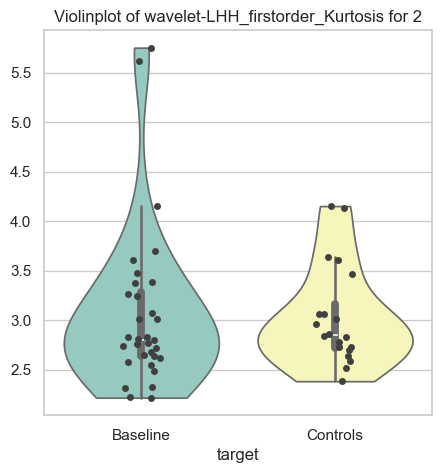 Violinplot of wavelet-LHH_firstorder_Kurtosis for 2
5.5
5.0
4.5
4.0
3.5
3.0
2.5
Baseline Controls
target